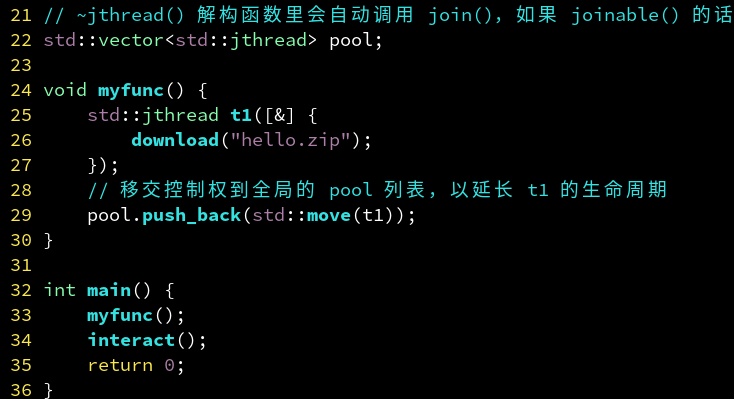 21 // ~jthread() 解构函数里会自动调用 join()，如果 joinable() 的话
22 std::vector<std::jthread> pool;
23
24 void myfunc() {
25     std::jthread t1([&] {
26         download("hello.zip");
27     });
28     // 移交控制权到全局的 pool 列表，以延长 t1 的生命周期
29     pool.push_back(std::move(t1));
30 }
31
32 int main() {
33     myfunc();
34     interact();
35     return 0;
36 }